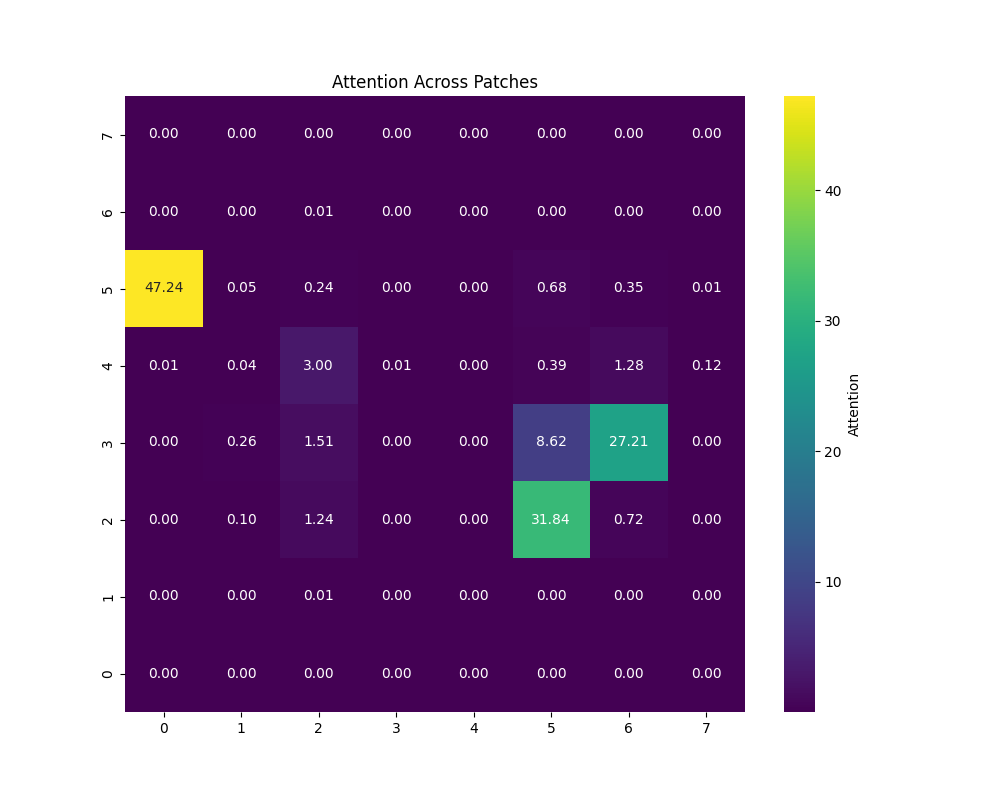 Attention Across Patches
7 0.00 0.00 0.00 0.00 0.00 0.00 0.00 0.00
6 0.00 0.00 0.01 0.00 0.00 0.00 0.00 0.00
5 47.24 0.05 0.24 0.00 0.00 0.68 0.35 0.01
4 0.01 0.04 3.00 0.01 0.00 0.39 1.28 0.12
3 0.00 0.26 1.51 0.00 0.00 8.62 27.21 0.00
2 0.00 0.10 1.24 0.00 0.00 31.84 0.72 0.00
1 0.00 0.00 0.01 0.00 0.00 0.00 0.00 0.00
0 0.00 0.00 0.00 0.00 0.00 0.00 0.00 0.00
0 1 2 3 4 5 6 7
40
30
20
10
Attention